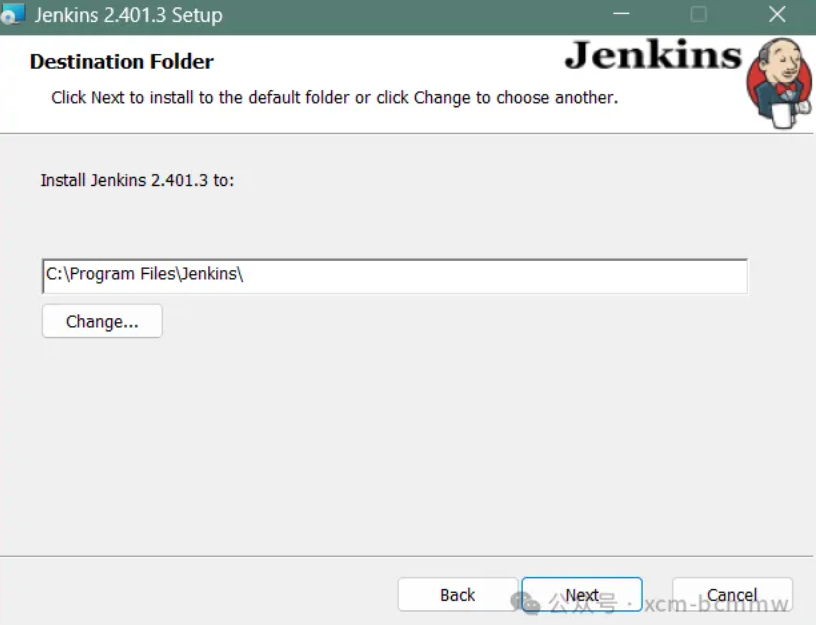 Jenkins 2.401.3 Setup
Jenkins
Destination Folder
Click Next to install to the default folder or click Change to choose another.
Install Jenkins 2.401.3 to:
C:\Program Files\Jenkins\
Change...
Back
Next
Cancel
公众号 · xcm-bcmmw